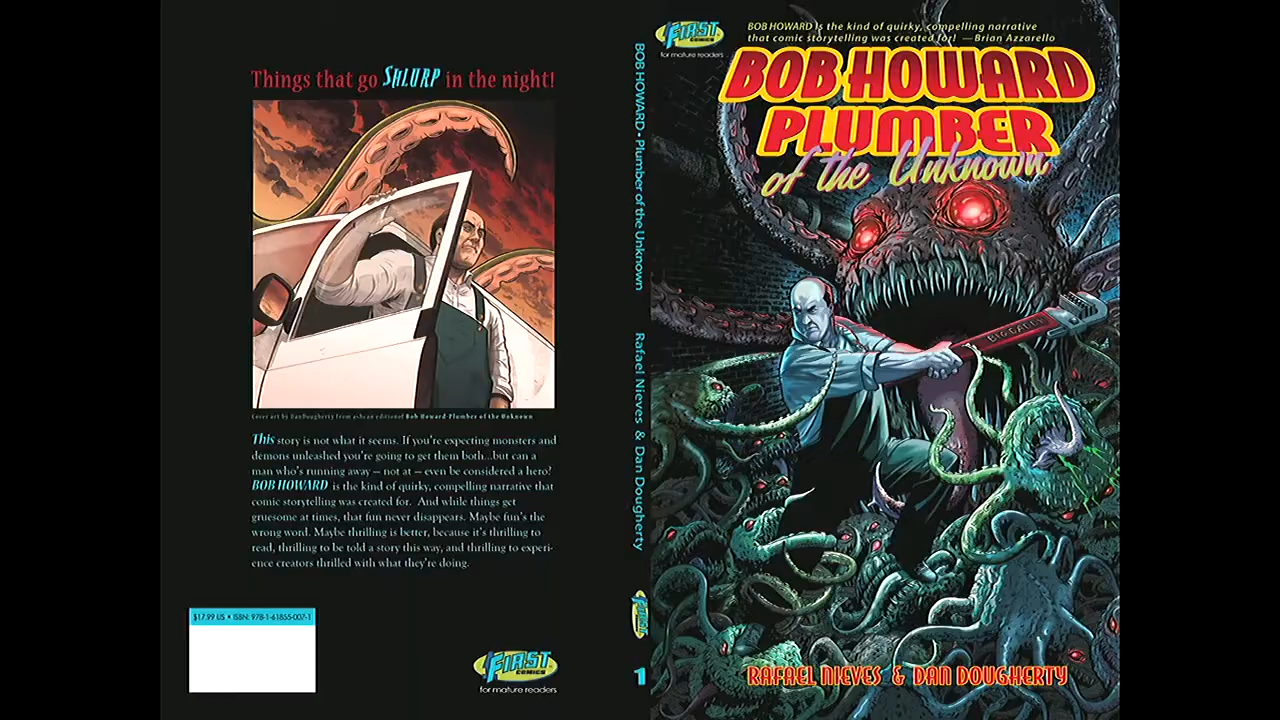 Things that go SHLURP in the night!
Cover art by Dan Dougherty from ashcan edition of Bob Howard-Plumber of the Unknown
This story is not what it seems. If you're expecting monsters and
demons unleashed you're going to get them both...but can a
man who's running away — not at — even be considered a hero?
BOB HOWARD is the kind of quirky, compelling narrative that
comic storytelling was created for. And while things get
gruesome at times, that fun never disappears. Maybe fun's the
wrong word. Maybe thrilling is better, because it's thrilling to
read, thrilling to be told a story this way, and thrilling to experi-
ence creators thrilled with what they're doing.
$17.99 US • ISBN: 978-1-61855-007-1
FIRST
COMICS
for mature readers
BOB HOWARD - Plumber of the Unknown
Rafael Nieves & Dan Dougherty
FIRST
1
FIRST
COMICS
for mature readers
BOB HOWARD is the kind of quirky, compelling narrative
that comic storytelling was created for! —Brian Azzarello
BOB HOWARD
PLUMBER
of the Unknown
RAFAEL NIEVES & DAN DOUGHERTY